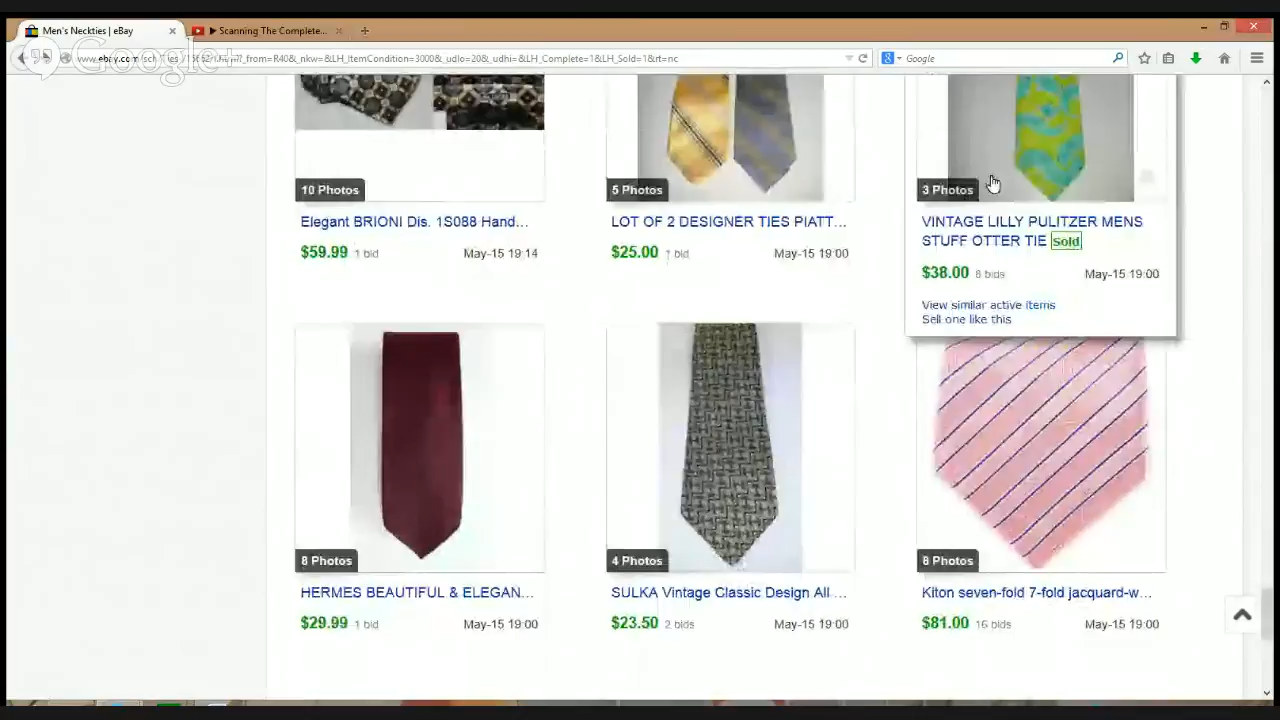 Men's Neckties | eBay
Scanning The Complete...
Google+
Google
10 Photos
5 Photos
3 Photos
Elegant BRIONI Dis. 1S088 Hand...
LOT OF 2 DESIGNER TIES PIATT...
VINTAGE LILLY PULITZER MENS
STUFF OTTER TIE Sold
$59.99 1 bid May-15 19:14
$25.00 1 bid May-15 19:00
$38.00 8 bids May-15 19:00
View similar active items
Sell one like this
8 Photos
4 Photos
8 Photos
HERMES BEAUTIFUL & ELEGAN...
SULKA Vintage Classic Design All ...
Kiton seven-fold 7-fold jacquard-w...
$29.99 1 bid May-15 19:00
$23.50 2 bids May-15 19:00
$81.00 16 bids May-15 19:00